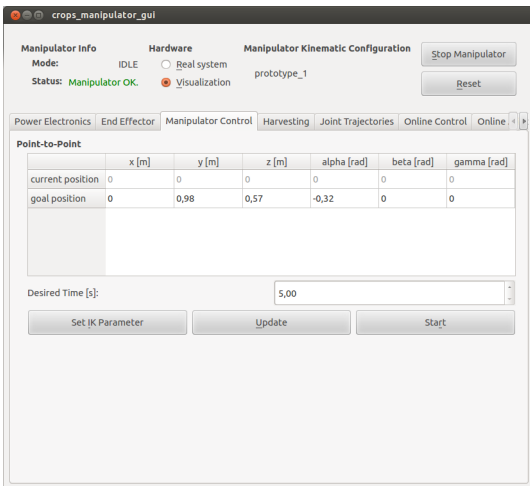 crops_manipulator_gui
Manipulator Info Hardware Manipulator Kinematic Configuration Stop Manipulator
Mode: IDLE Real system
prototype_1
Status: Manipulator OK. Visualization Reset
Power Electronics End Effector Manipulator Control Harvesting Joint Trajectories Online Control Online
Point-to-Point
x [m] y [m] z [m] alpha [rad] beta [rad] gamma [rad]
current position 0 0 0 0 0 0
goal position 0 0,98 0,57 -0,32 0 0
Desired Time [s]: 5,00
Set IK Parameter Update Start